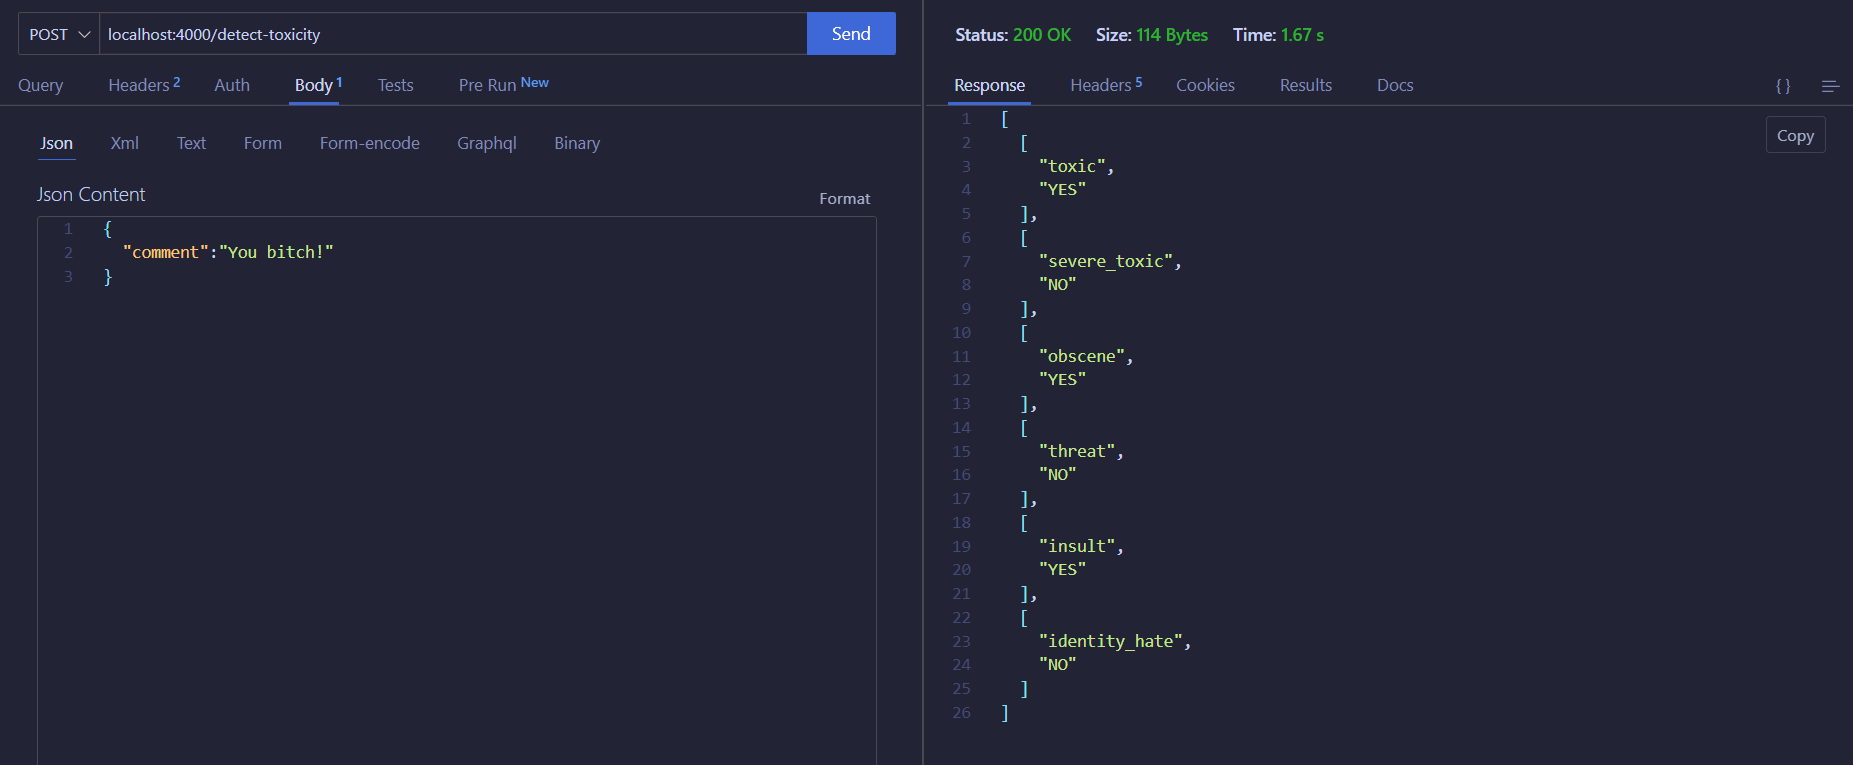 POST localhost:4000/detect-toxicity Send
Query Headers 2 Auth Body 1 Tests Pre Run New
Json Xml Text Form Form-encode Graphql Binary
Json Content Format
1 {
2 "comment":"You bitch!"
3 }
Status: 200 OK Size: 114 Bytes Time: 1.67 s
Response Headers 5 Cookies Results Docs { }
Copy
1 [
2 [
3 "toxic",
4 "YES"
5 ],
6 [
7 "severe_toxic",
8 "NO"
9 ],
10 [
11 "obscene",
12 "YES"
13 ],
14 [
15 "threat",
16 "NO"
17 ],
18 [
19 "insult",
20 "YES"
21 ],
22 [
23 "identity_hate",
24 "NO"
25 ]
26 ]